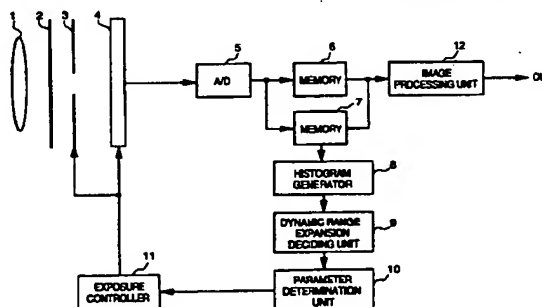 1
2
3
4
5
6
12
A/D
MEMORY
IMAGE
PROCESSING UNIT
7
MEMORY
HISTOGRAM
GENERATOR
8
DYNAMIC RANGE
EXPANSION
DECIDING UNIT
9
11
EXPOSURE
CONTROLLER
PARAMETER
DETERMINATION
UNIT
10